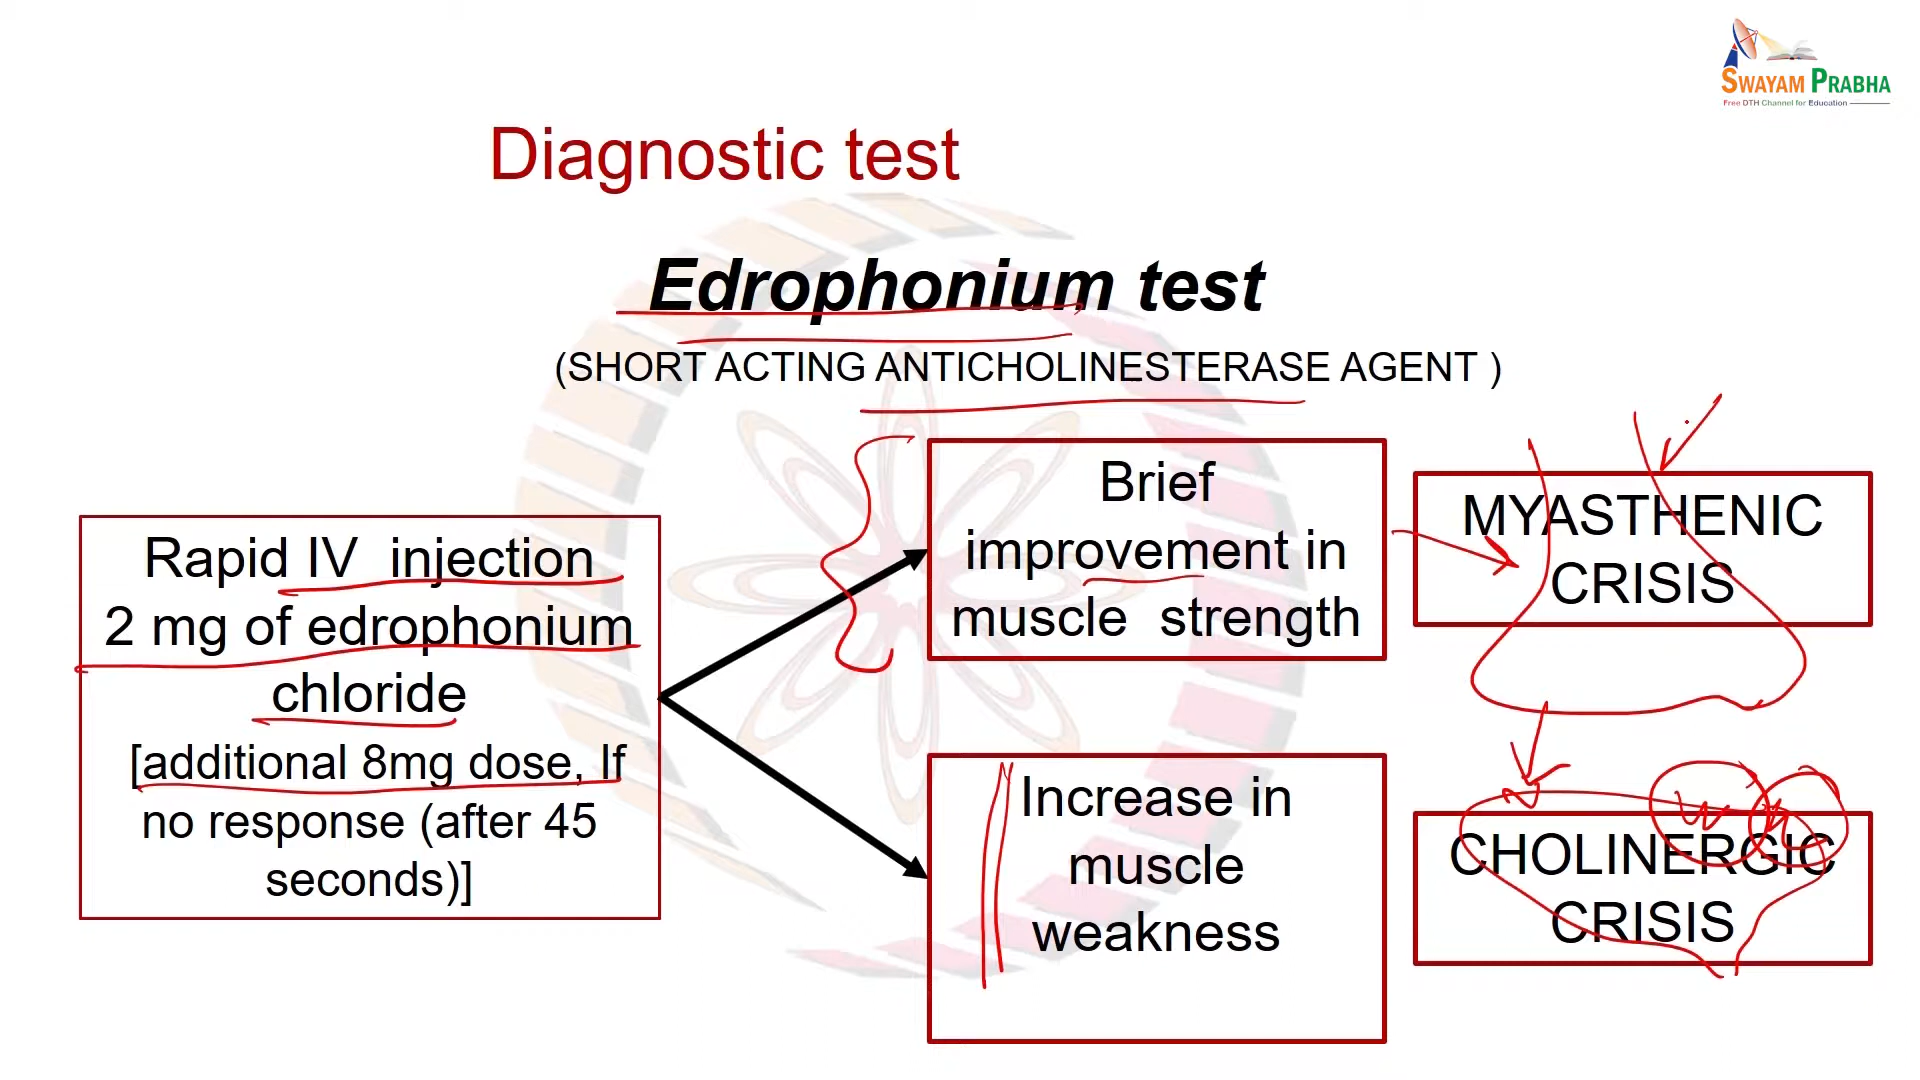 SWAYAM PRABHA
Free DTH Channel for Education
Diagnostic test
Edrophonium test
(SHORT ACTING ANTICHOLINESTERASE AGENT )
Rapid IV injection
2 mg of edrophonium
chloride
[additional 8mg dose, If
no response (after 45
seconds)]
Brief
improvement in
muscle strength
MYASTHENIC
CRISIS
Increase in
muscle
weakness
CHOLINERGIC
CRISIS